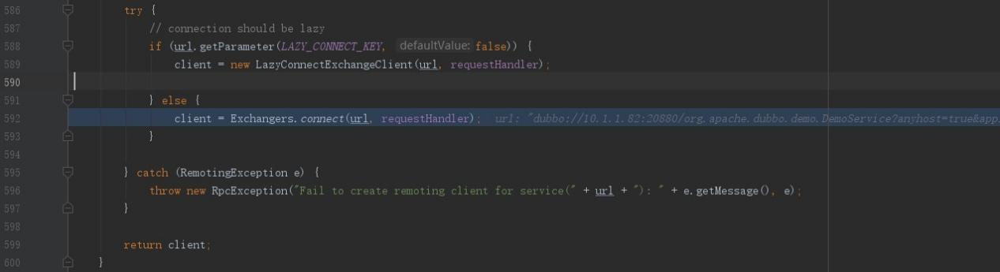 586 try {
587 // connection should be lazy
588 if (url.getParameter(LAZY_CONNECT_KEY, defaultValue: false)) {
589 client = new LazyConnectExchangeClient(url, requestHandler);
590
591 } else {
592 client = Exchangers.connect(url, requestHandler); url: "dubbo://10.1.1.82:20880/org.apache.dubbo.demo.DemoService?anyhost=true&app
593 }
594
595 } catch (RemotingException e) {
596 throw new RpcException("Fail to create remoting client for service(" + url + "): " + e.getMessage(), e);
597 }
598
599 return client;
600 }